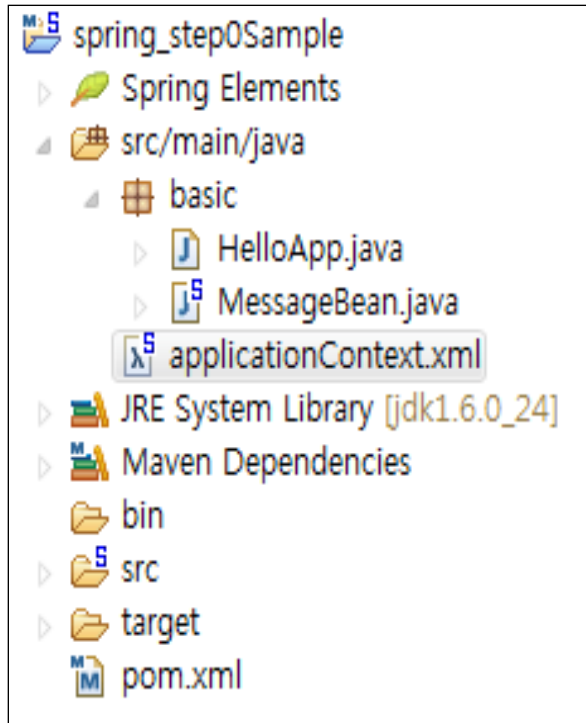 spring_step0Sample
Spring Elements
src/main/java
basic
HelloApp.java
MessageBean.java
applicationContext.xml
JRE System Library [jdk1.6.0_24]
Maven Dependencies
bin
src
target
pom.xml